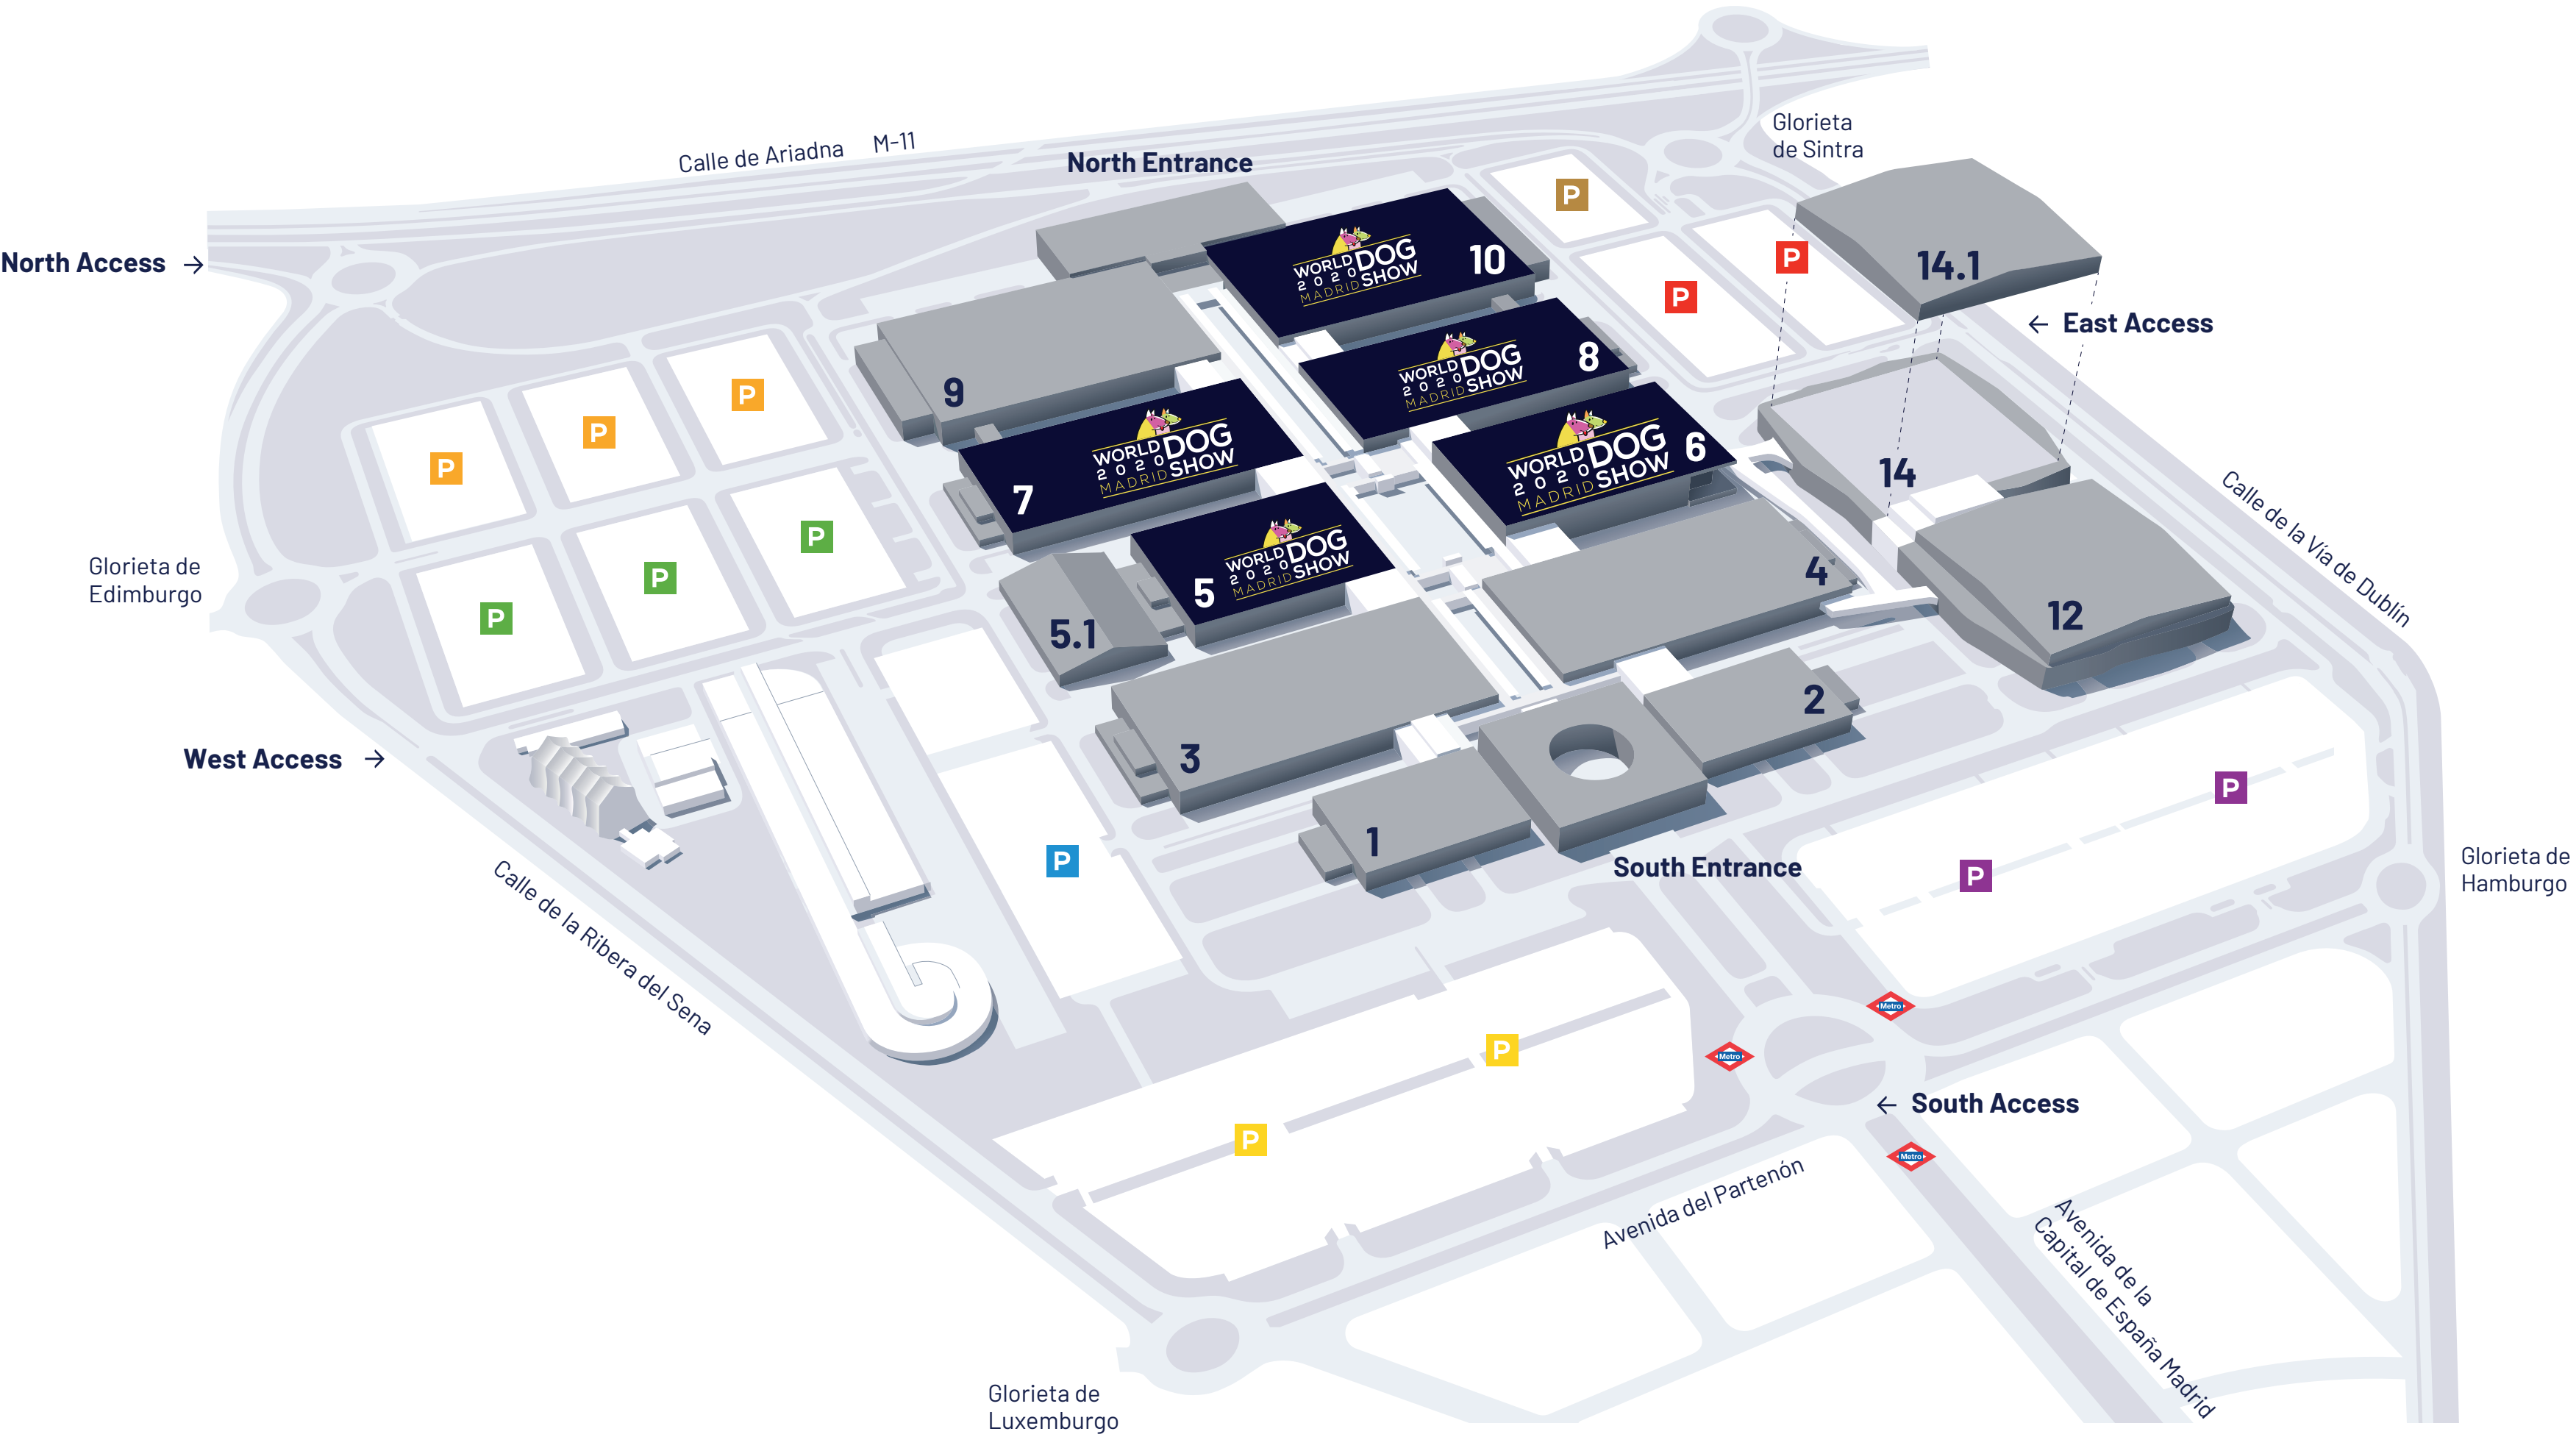 Calle de Ariadna M-11
North Entrance
Glorieta
de Sintra
North Access →
P
P
P
14.1
← East Access
10
WORLD DOG
2020 SHOW
MADRID
8
WORLD DOG
2020 SHOW
MADRID
9
6
WORLD DOG
2020 SHOW
MADRID
7
WORLD DOG
2020 SHOW
MADRID
5
WORLD DOG
2020 SHOW
MADRID
14
P
P
P
P
P
P
Calle de la Vía de Dublín
Glorieta de
Edimburgo
5.1
4
12
3
2
1
West Access →
P
South Entrance
P
P
Glorieta de
Hamburgo
Calle de la Ribera del Sena
Metro
Metro
P
P
← South Access
Metro
Avenida del Partenón
Avenida de la
Capital de España Madrid
Glorieta de
Luxemburgo